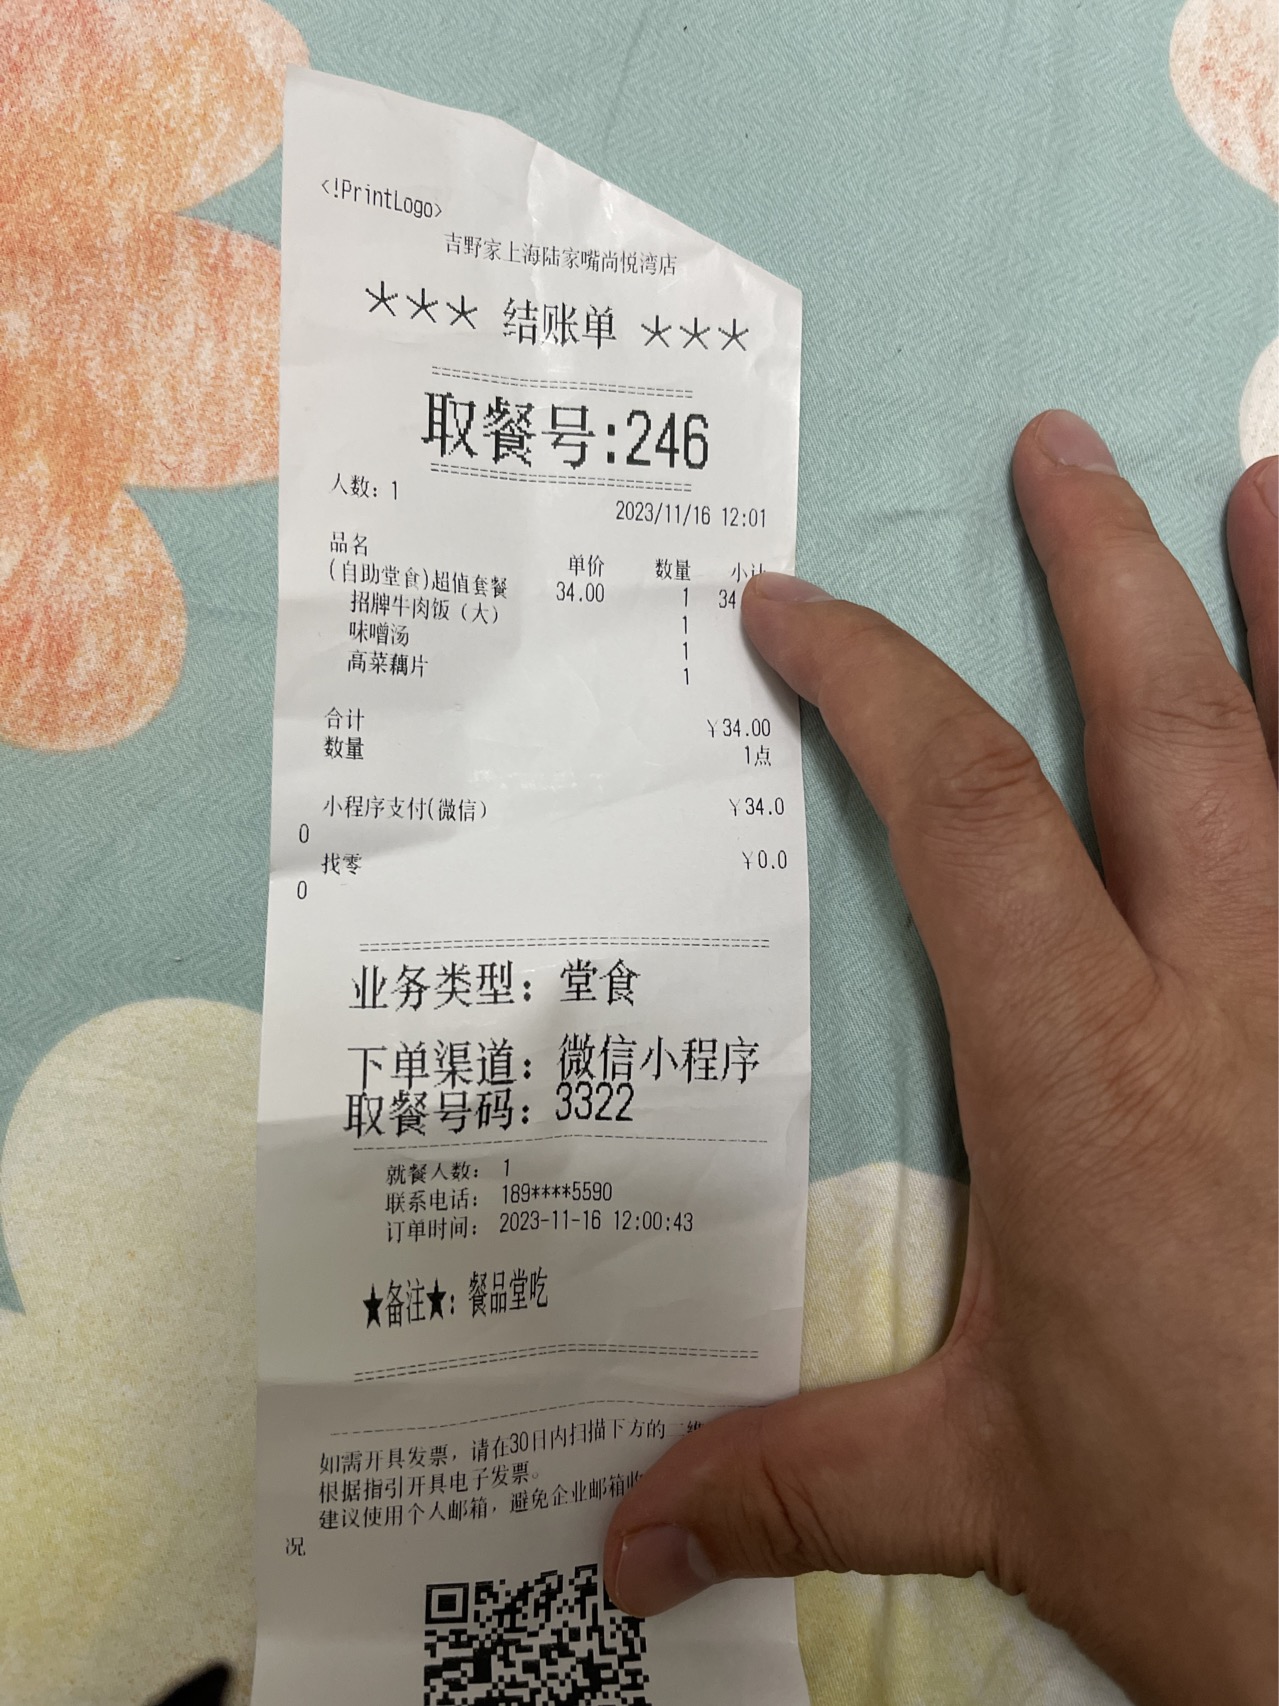 <!PrintLogo>
吉野家上海陆家嘴尚悦湾店
*** 结账单 ***
取餐号:246
人数: 1
2023/11/16 12:01
品名 单价 数量 小计
(自助堂食)超值套餐 34.00 1 34
招牌牛肉饭（大） 1
味噌汤 1
高菜藕片 1
合计 ¥34.00
数量 1点
小程序支付(微信) ¥34.0
0
找零 ¥0.0
0
业务类型: 堂食
下单渠道: 微信小程序
取餐号码: 3322
就餐人数: 1
联系电话: 189****5590
订单时间: 2023-11-16 12:00:43
★备注★: 餐品堂吃
如需开具发票, 请在30日内扫描下方的二维
根据指引开具电子发票。
建议使用个人邮箱, 避免企业邮箱收
况